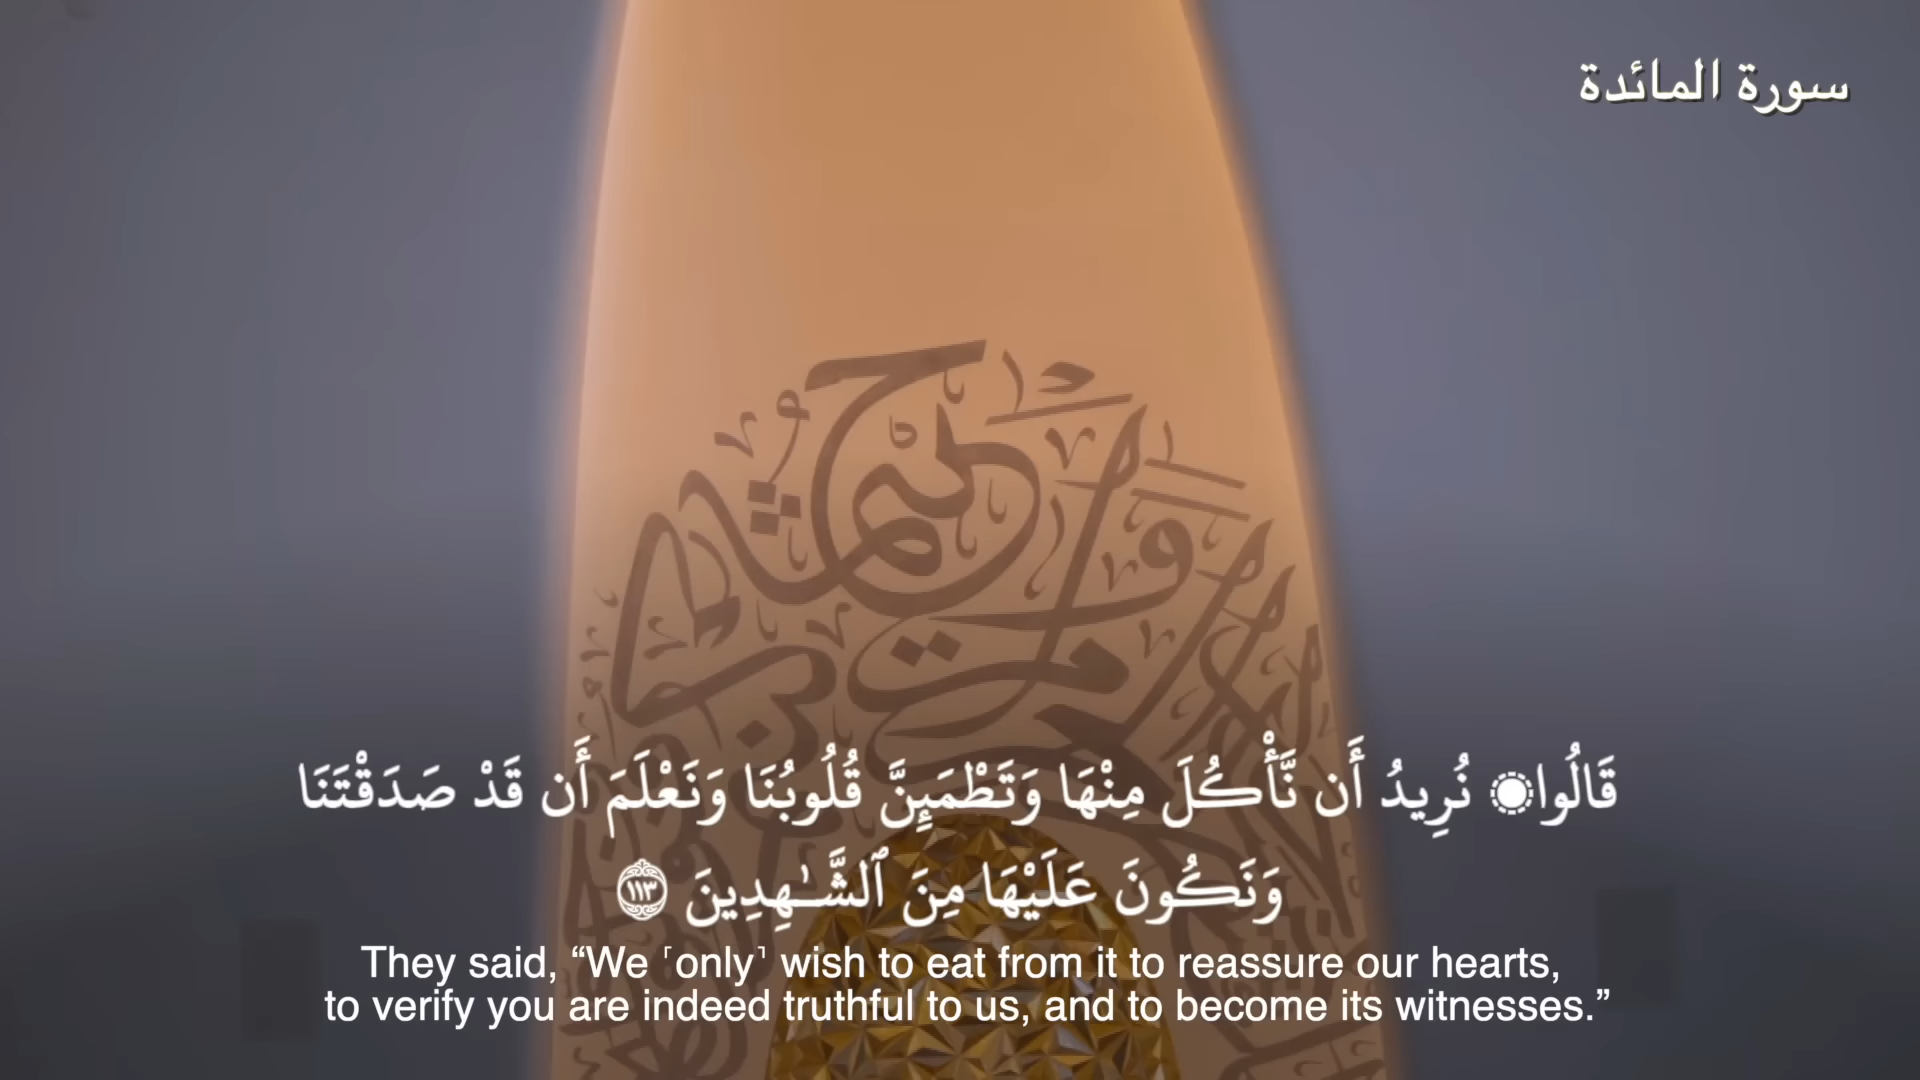 سورة المائدة
قَالُوا۟ نُرِيدُ أَن نَّأْكُلَ مِنْهَا وَتَطْمَئِنَّ قُلُوبُنَا وَنَعْلَمَ أَن قَدْ صَدَقْتَنَا
وَنَكُونَ عَلَيْهَا مِنَ ٱلشَّـٰهِدِينَ ١١٣
They said, “We ˹only˺ wish to eat from it to reassure our hearts,
to verify you are indeed truthful to us, and to become its witnesses.”